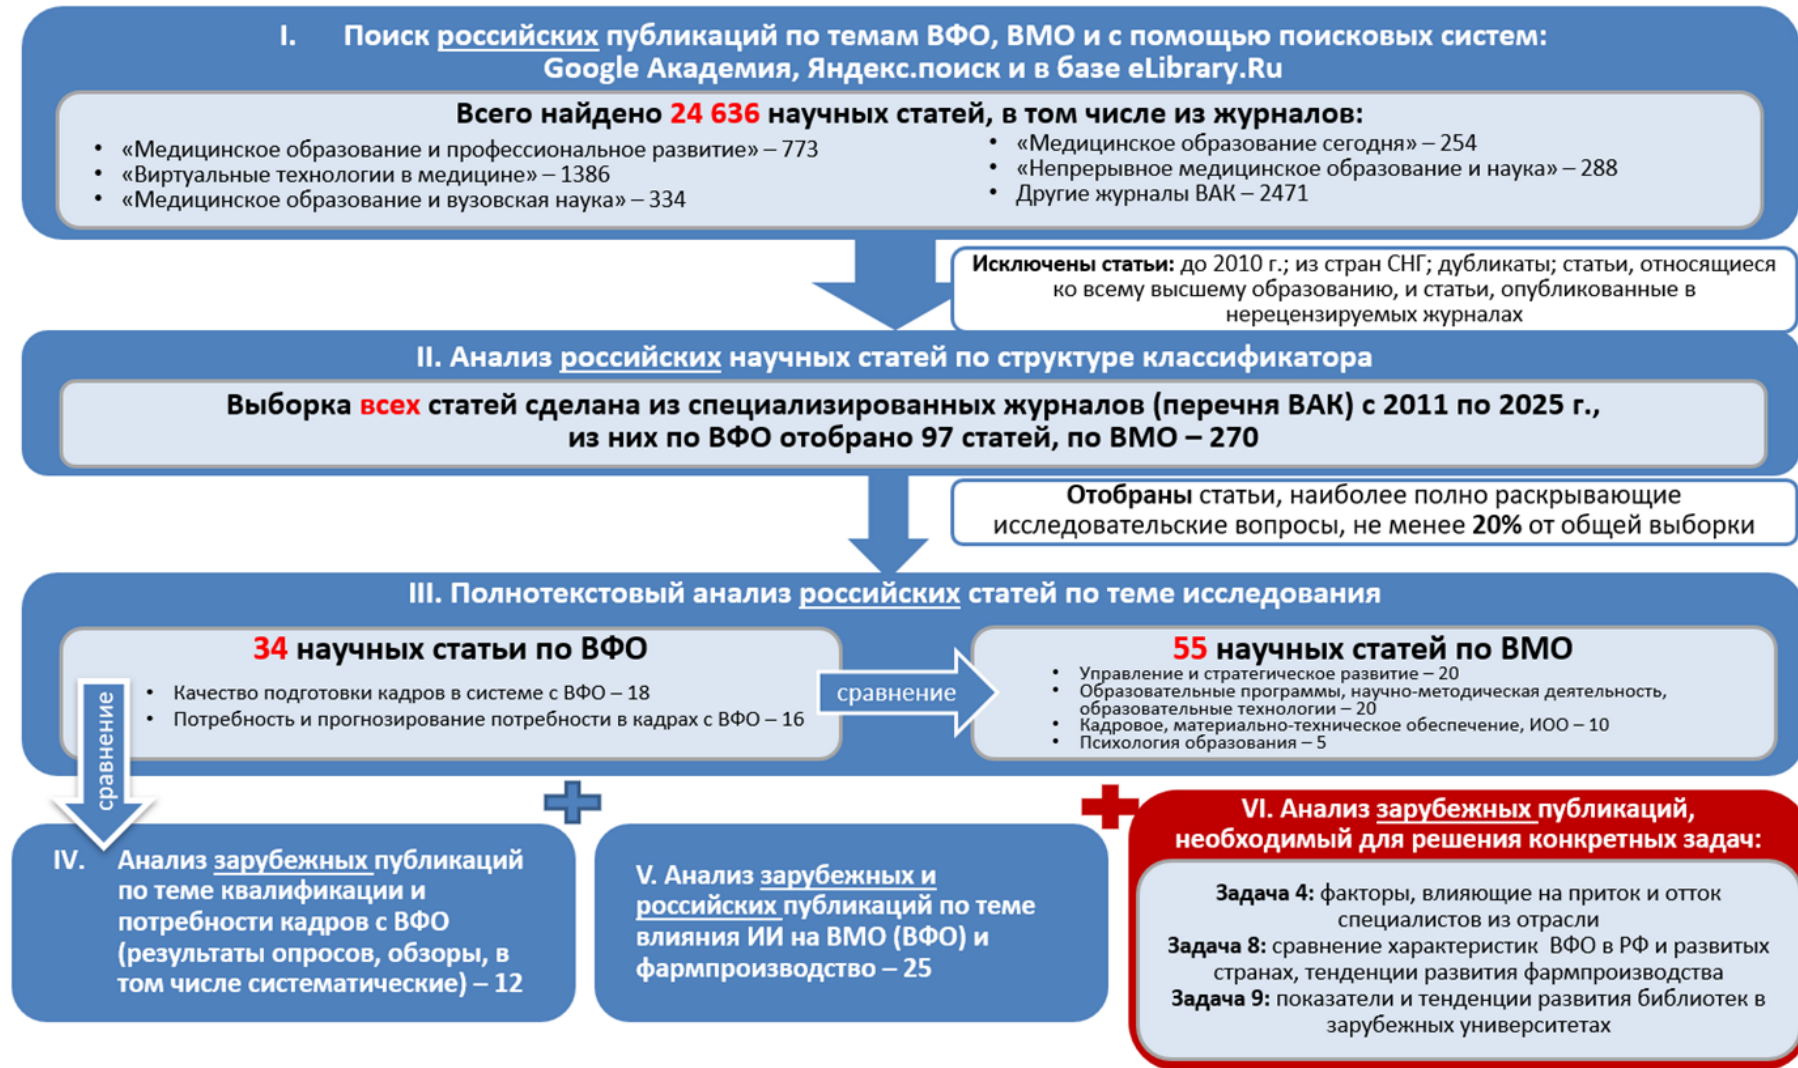 I. Поиск российских публикаций по темам ВФО, ВМО и с помощью поисковых систем:
Google Академия, Яндекс.поиск и в базе eLibrary.Ru
Всего найдено 24 636 научных статей, в том числе из журналов:
• «Медицинское образование и профессиональное развитие» – 773
• «Виртуальные технологии в медицине» – 1386
• «Медицинское образование и вузовская наука» – 334
• «Медицинское образование сегодня» – 254
• «Непрерывное медицинское образование и наука» – 288
• Другие журналы ВАК – 2471
Исключены статьи: до 2010 г.; из стран СНГ; дубликаты; статьи, относящиеся
ко всему высшему образованию, и статьи, опубликованные в
нерецензируемых журналах
II. Анализ российских научных статей по структуре классификатора
Выборка всех статей сделана из специализированных журналов (перечня ВАК) с 2011 по 2025 г.,
из них по ВФО отобрано 97 статей, по ВМО – 270
Отобраны статьи, наиболее полно раскрывающие
исследовательские вопросы, не менее 20% от общей выборки
III. Полнотекстовый анализ российских статей по теме исследования
34 научных статьи по ВФО
• Качество подготовки кадров в системе с ВФО – 18
• Потребность и прогнозирование потребности в кадрах с ВФО – 16
сравнение
55 научных статей по ВМО
• Управление и стратегическое развитие – 20
• Образовательные программы, научно-методическая деятельность,
образовательные технологии – 20
• Кадровое, материально-техническое обеспечение, ИОО – 10
• Психология образования – 5
сравнение
IV. Анализ зарубежных публикаций
по теме квалификации и
потребности кадров с ВФО
(результаты опросов, обзоры, в
том числе систематические) – 12
V. Анализ зарубежных и
российских публикаций по теме
влияния ИИ на ВМО (ВФО) и
фармпроизводство – 25
VI. Анализ зарубежных публикаций,
необходимый для решения конкретных задач:
Задача 4: факторы, влияющие на приток и отток
специалистов из отрасли
Задача 8: сравнение характеристик ВФО в РФ и развитых
странах, тенденции развития фармпроизводства
Задача 9: показатели и тенденции развития библиотек в
зарубежных университетах